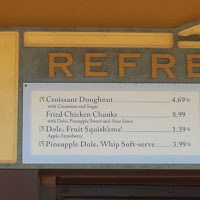 REFRE
Croissant Doughnut 4.69
with Cinnamon and Sugar
Fried Chicken Chunks 8.99
with Dole Pineapple Sweet-and-Sour Sauce
Dole® Fruit Squish'ems! 1.39
Apple Strawberry
Pineapple Dole® Whip Soft-serve 3.99